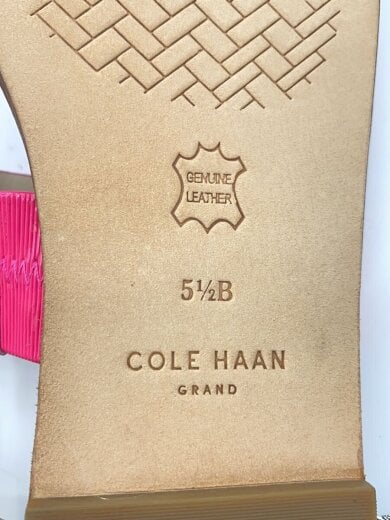 GENUINE
LEATHER
5½B
COLE HAAN
GRAND